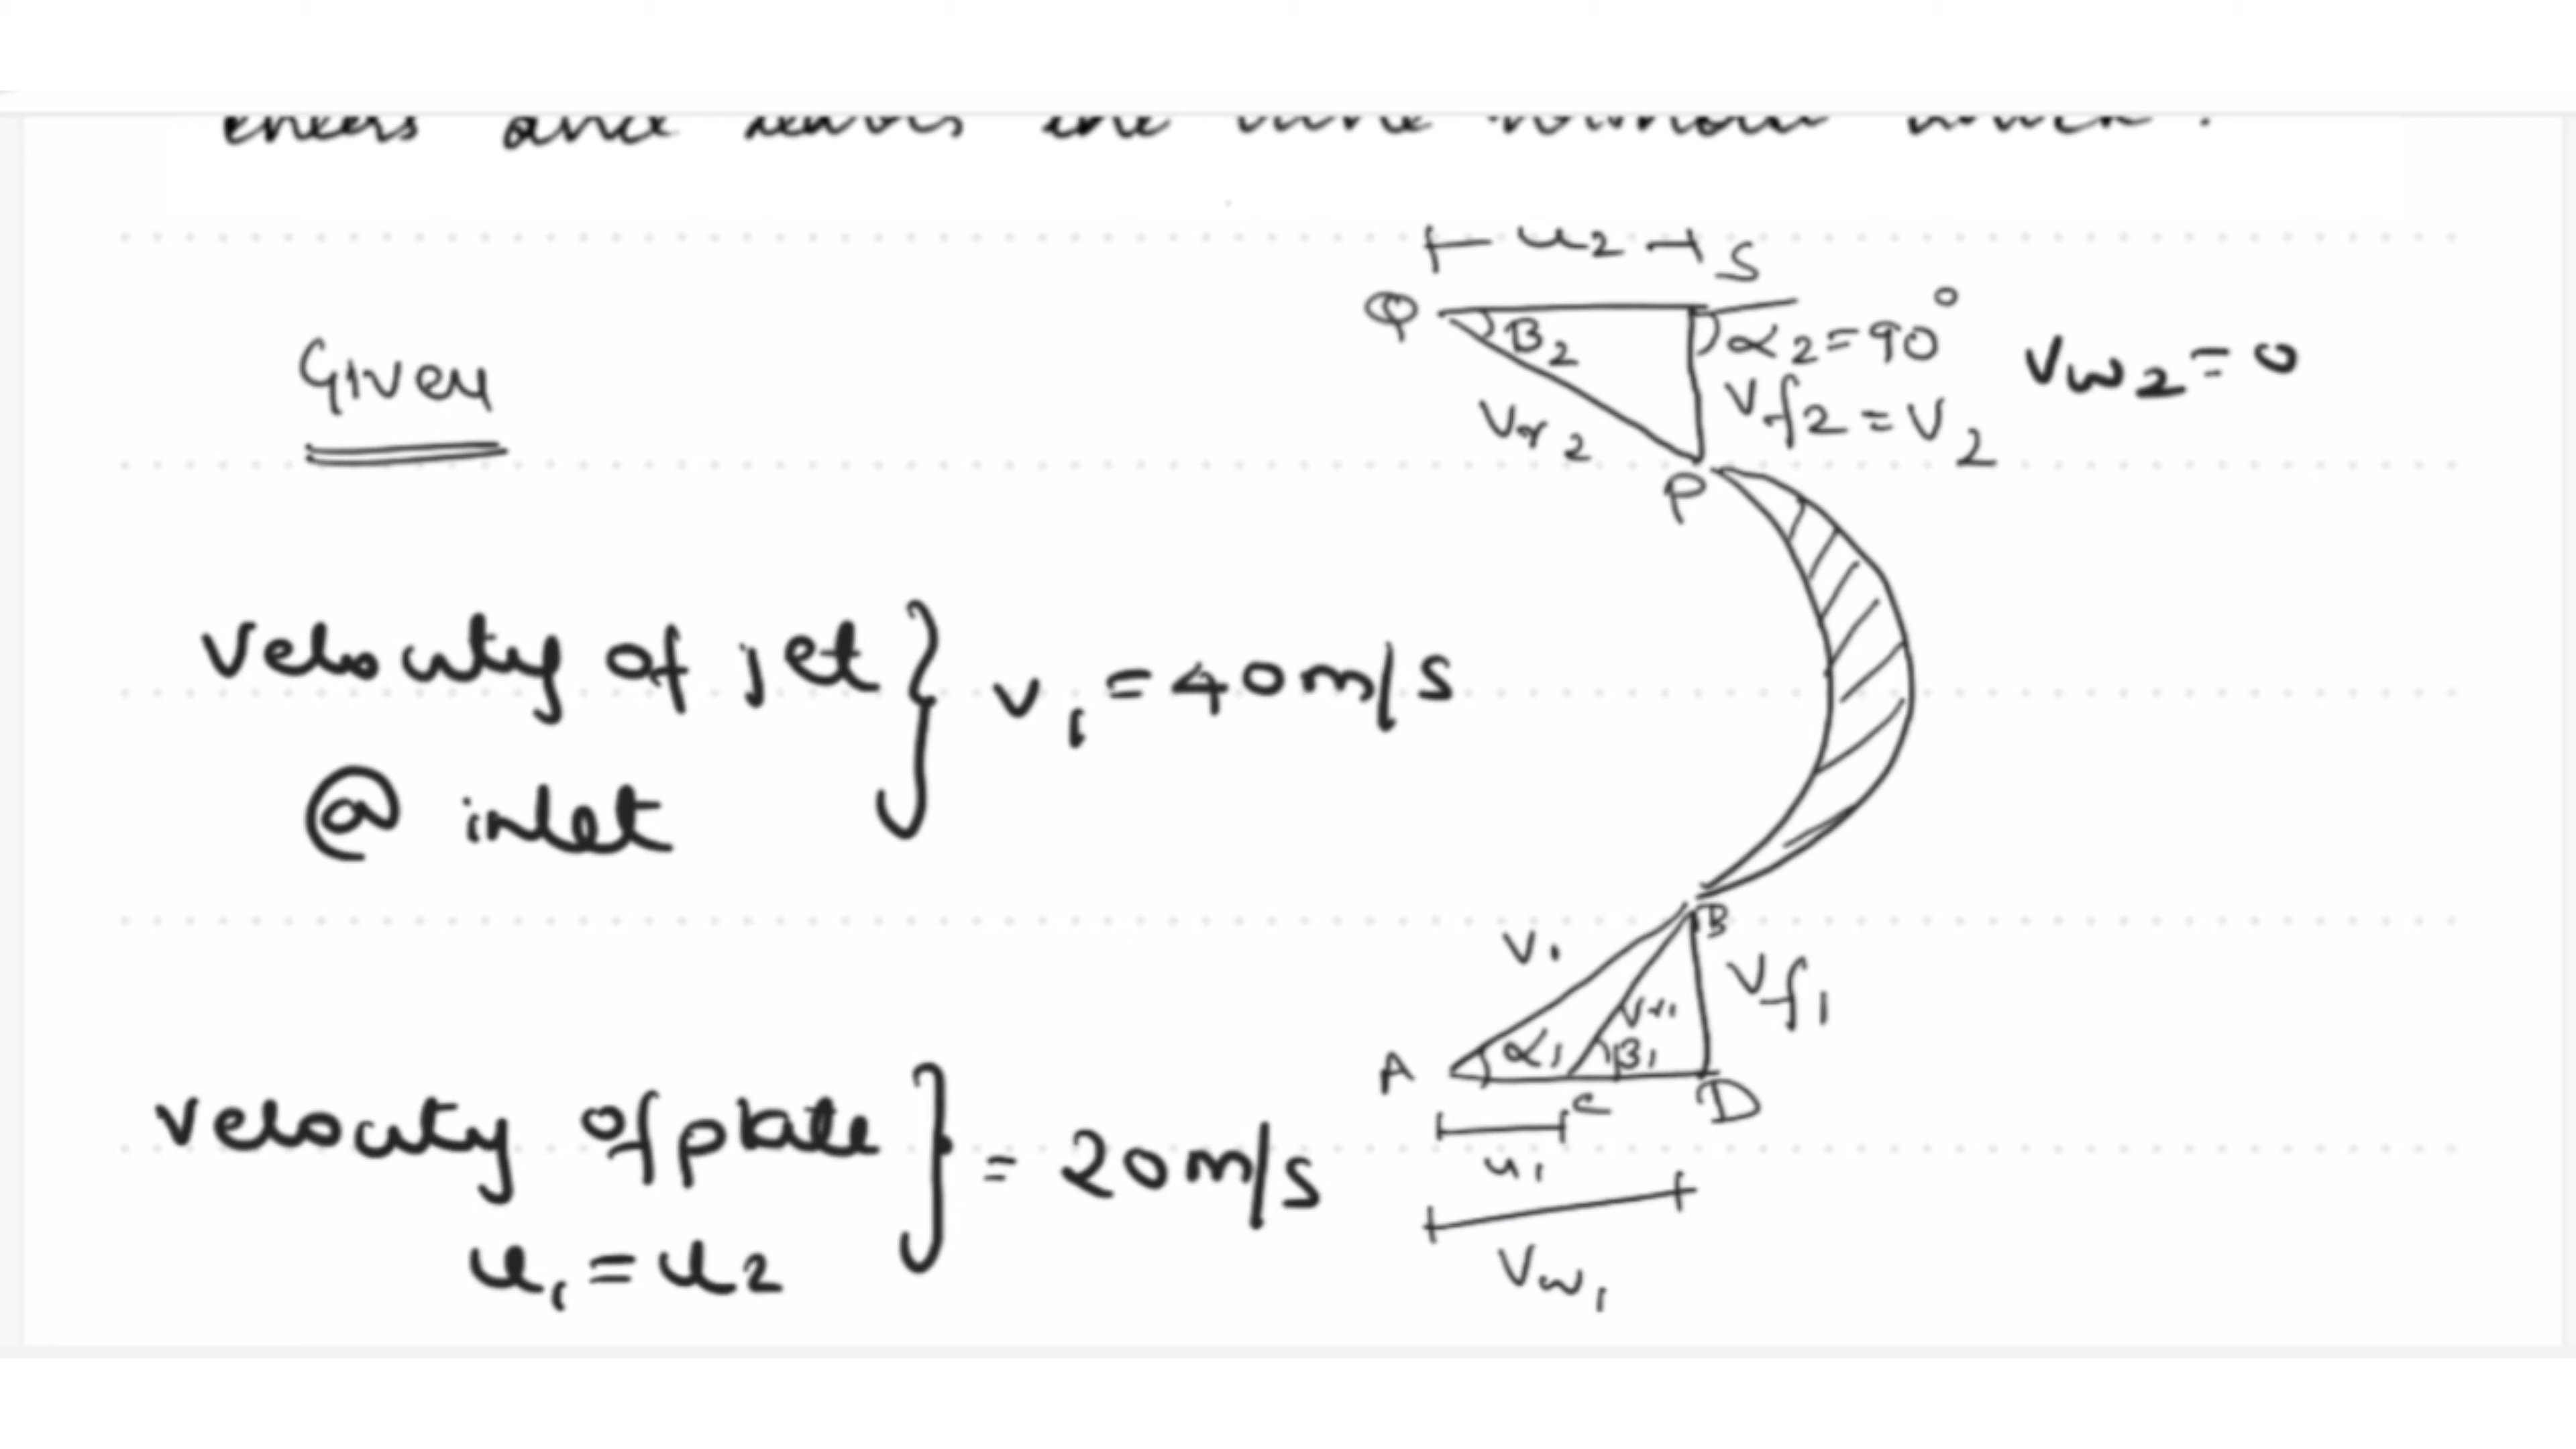 Given
velocity of jet } v1 = 40 m/s
@ inlet
velocity of plate } = 20 m/s
u1 = u2
u2 S
Q B2 α2 = 90° Vw2 = 0
Vr2 Vf2 = V2
P
B
V1 Vf1
Vr1
A α1 β1
C D
u1
Vw1